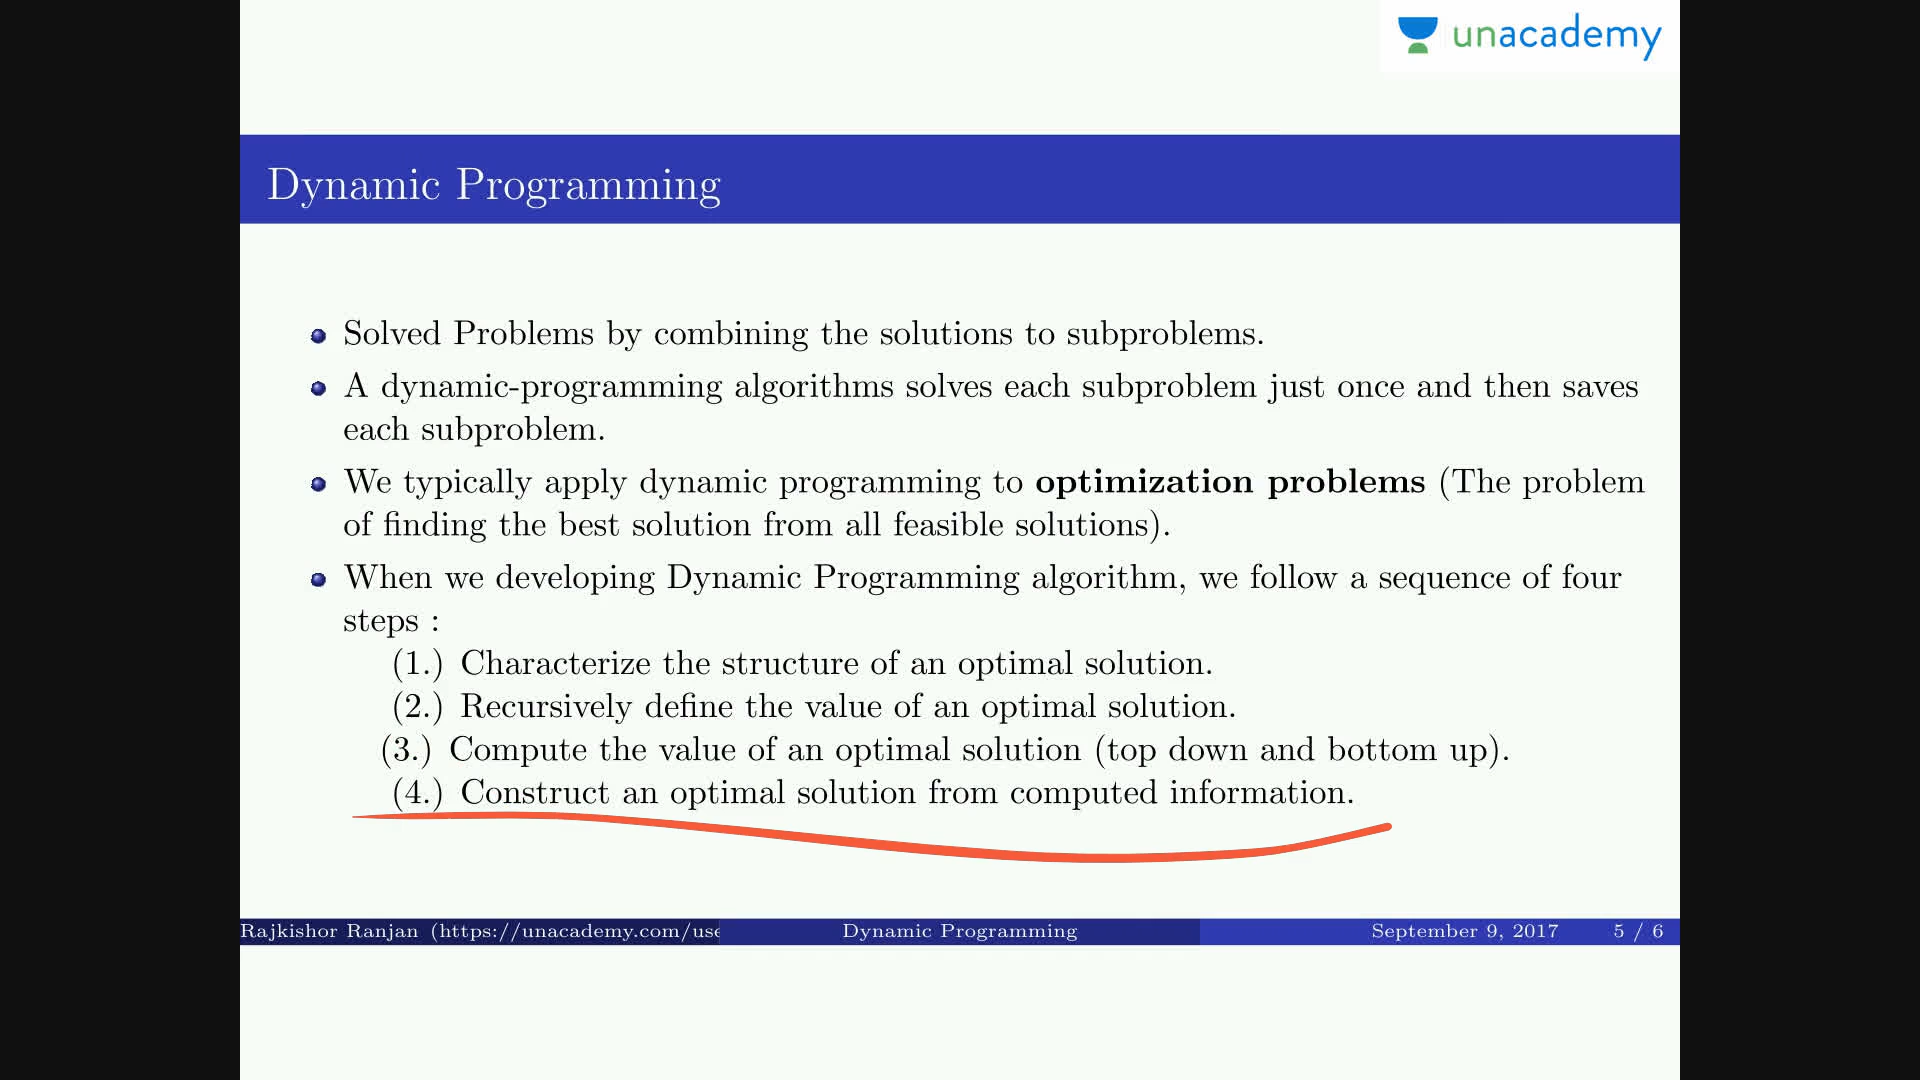 unacademy
Dynamic Programming
Solved Problems by combining the solutions to subproblems.
A dynamic-programming algorithms solves each subproblem just once and then saves
each subproblem.
We typically apply dynamic programming to optimization problems (The problem
of finding the best solution from all feasible solutions).
When we developing Dynamic Programming algorithm, we follow a sequence of four
steps :
(1.) Characterize the structure of an optimal solution.
(2.) Recursively define the value of an optimal solution.
(3.) Compute the value of an optimal solution (top down and bottom up).
(4.) Construct an optimal solution from computed information.
Rajkishor Ranjan (https://unacademy.com/use Dynamic Programming September 9, 2017 5 / 6